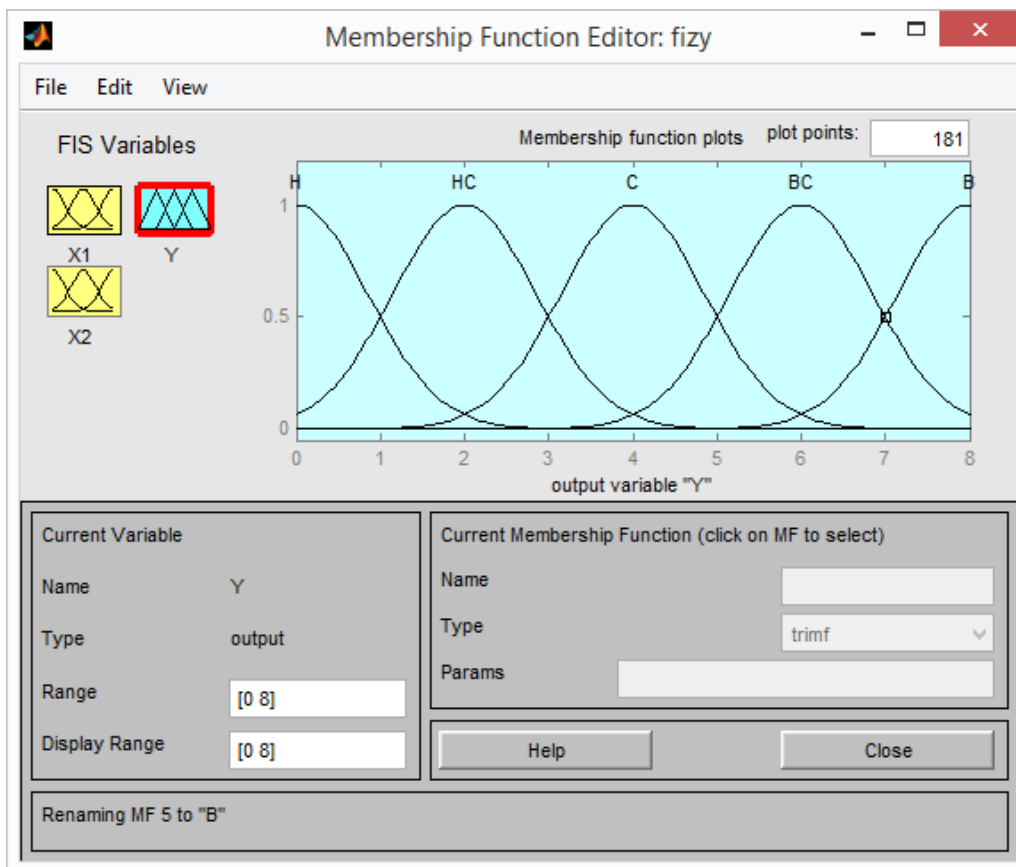 Membership Function Editor: fizy
File Edit View
FIS Variables
Membership function plots
plot points:
181
X1
Y
X2
H HC C BC B
1
0.5
0
0 1 2 3 4 5 6 7 8
output variable "Y"
Current Variable
Name Y
Type output
Range [0 8]
Display Range [0 8]
Current Membership Function (click on MF to select)
Name
Type trimf
Params
Help
Close
Renaming MF 5 to "B"